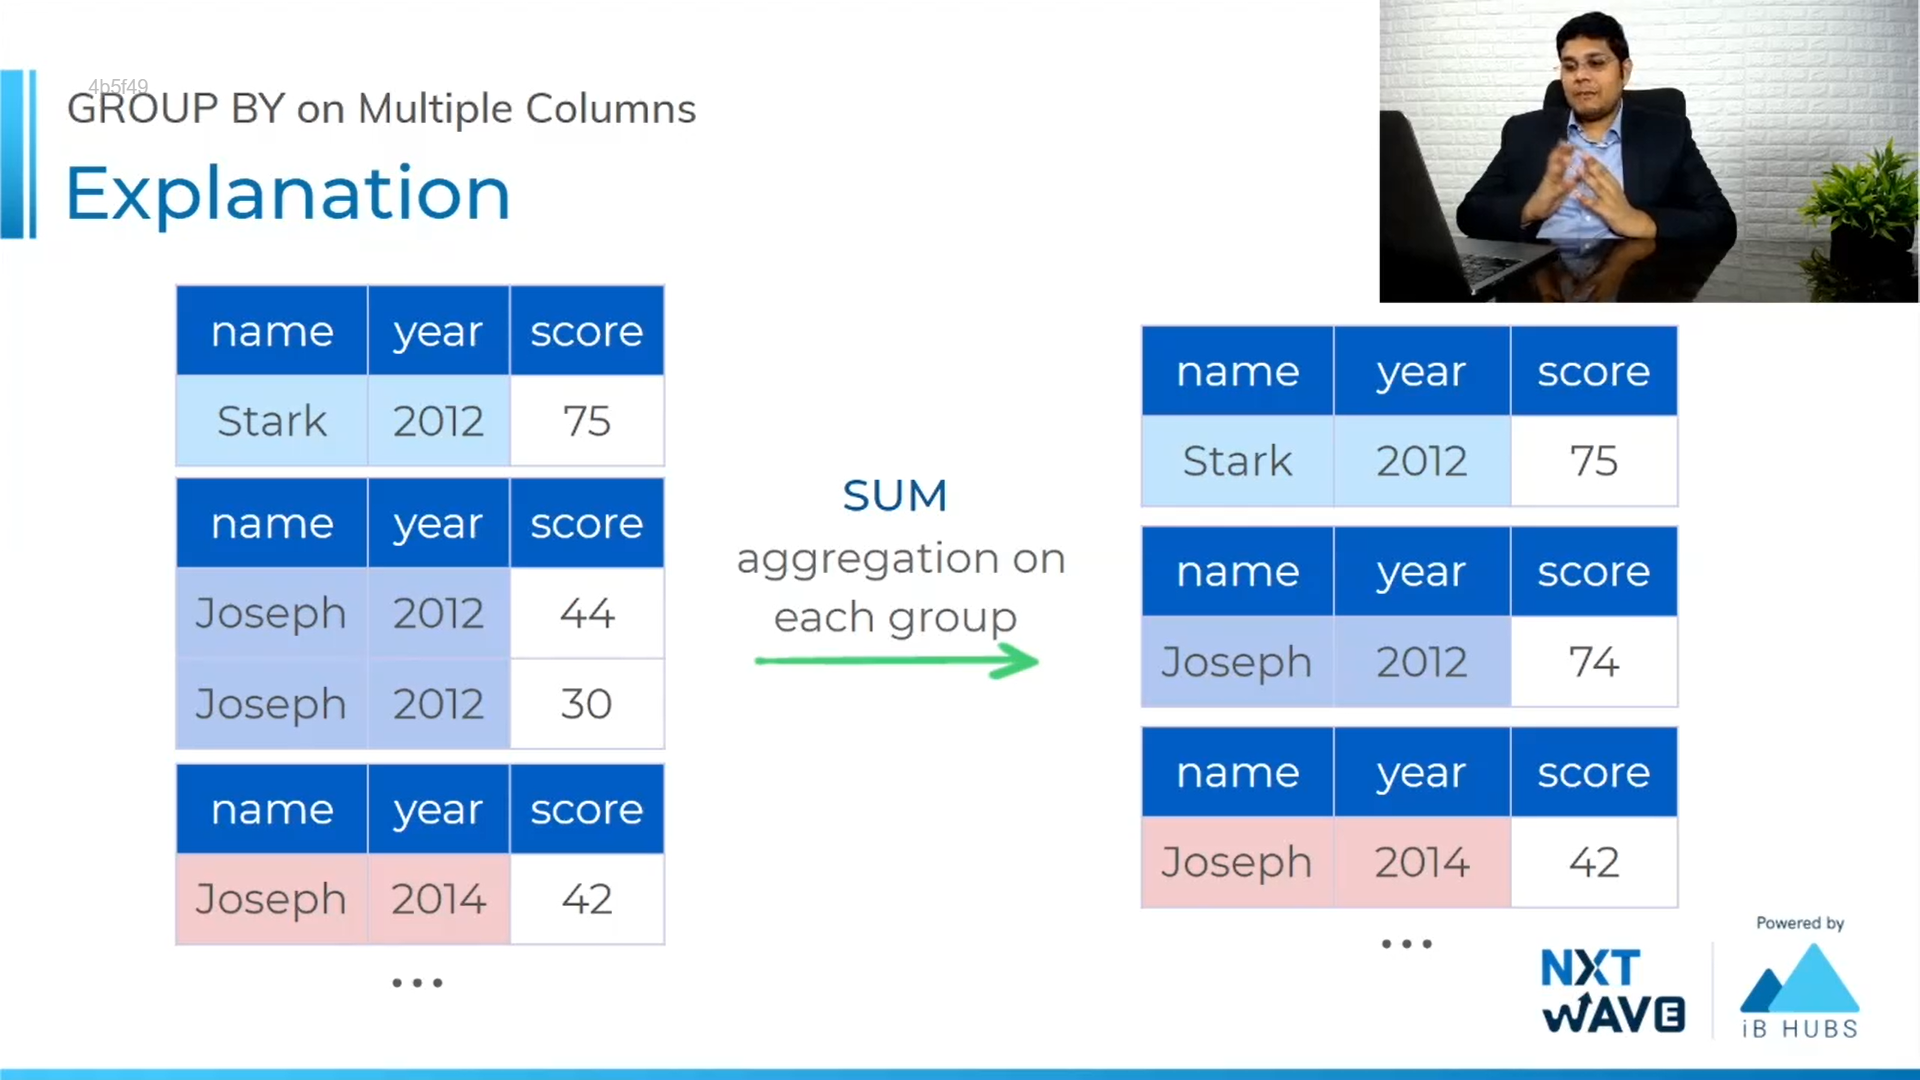 4b5f49
GROUP BY on Multiple Columns
Explanation
name year score
Stark 2012 75
name year score
Joseph 2012 44
Joseph 2012 30
name year score
Joseph 2014 42
...
SUM
aggregation on
each group
name year score
Stark 2012 75
name year score
Joseph 2012 74
name year score
Joseph 2014 42
...
NXT
WAVE
Powered by
iB HUBS